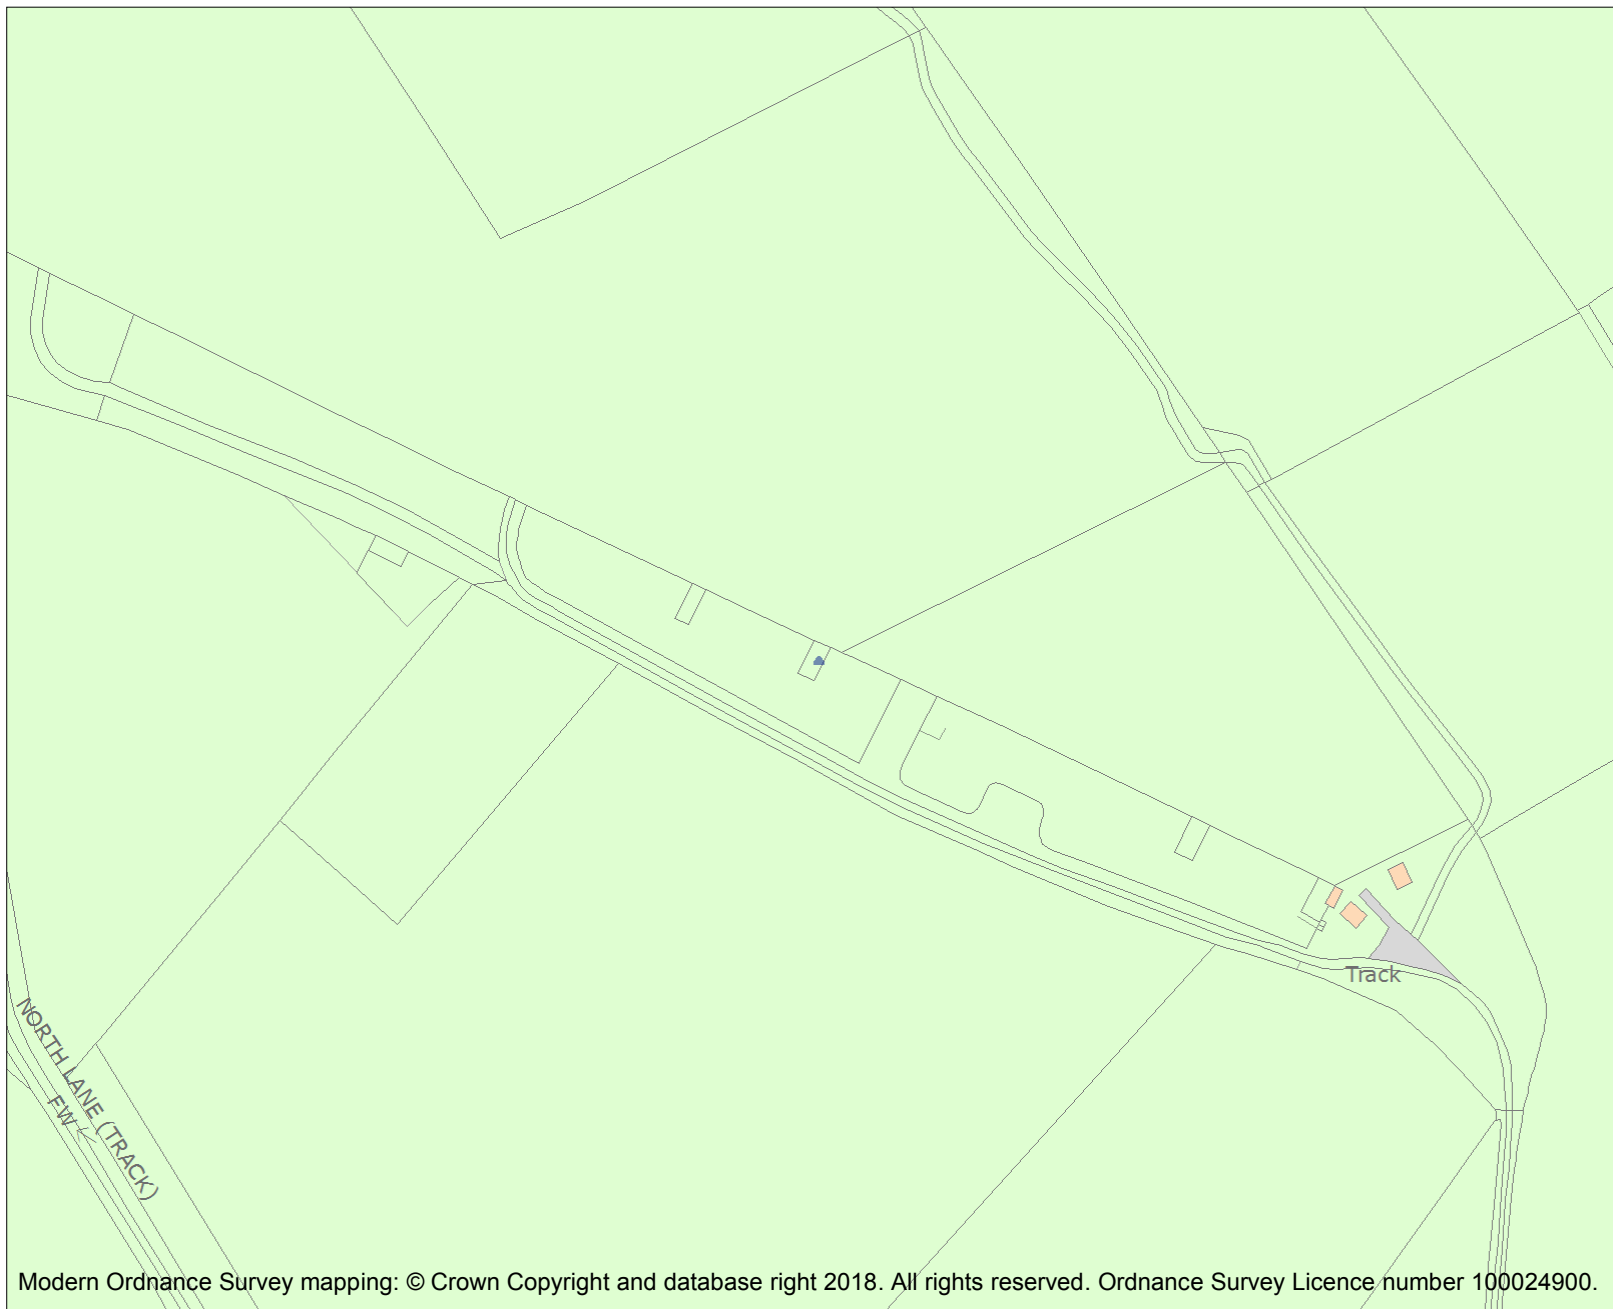 Track
NORTH LANE (TRACK)
FW
Modern Ordnance Survey mapping: © Crown Copyright and database right 2018. All rights reserved. Ordnance Survey Licence number 100024900.